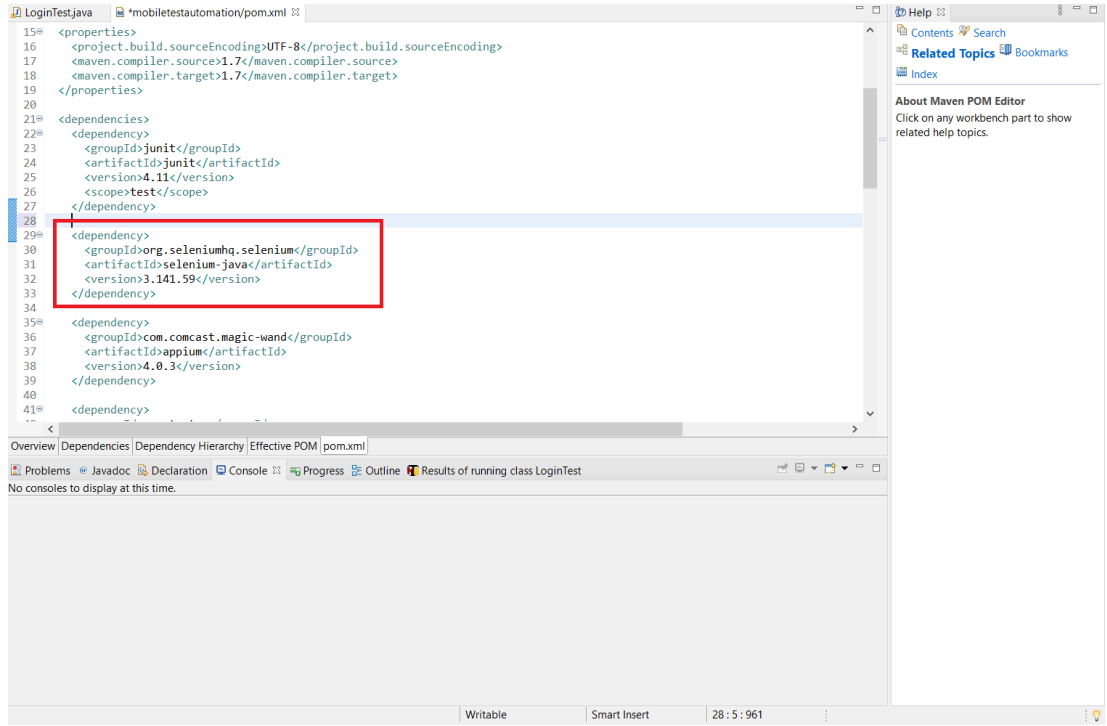 LoginTest.java *mobiletestautomation/pom.xml
15 <properties>
16 <project.build.sourceEncoding>UTF-8</project.build.sourceEncoding>
17 <maven.compiler.source>1.7</maven.compiler.source>
18 <maven.compiler.target>1.7</maven.compiler.target>
19 </properties>
20
21 <dependencies>
22 <dependency>
23 <groupId>junit</groupId>
24 <artifactId>junit</artifactId>
25 <version>4.11</version>
26 <scope>test</scope>
27 </dependency>
28
29 <dependency>
30 <groupId>org.seleniumhq.selenium</groupId>
31 <artifactId>selenium-java</artifactId>
32 <version>3.141.59</version>
33 </dependency>
34
35 <dependency>
36 <groupId>com.comcast.magic-wand</groupId>
37 <artifactId>appium</artifactId>
38 <version>4.0.3</version>
39 </dependency>
40
41 <dependency>
Overview Dependencies Dependency Hierarchy Effective POM pom.xml
Problems Javadoc Declaration Console Progress Outline Results of running class LoginTest
No consoles to display at this time.
Help
Contents Search
Related Topics Bookmarks
Index
About Maven POM Editor
Click on any workbench part to show
related help topics.
Writable Smart Insert 28 : 5 : 961